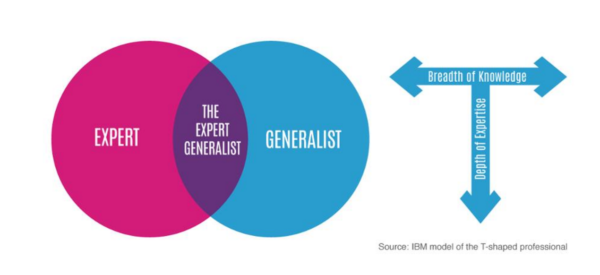 EXPERT
THE
EXPERT
GENERALIST
GENERALIST
Breadth of Knowledge
Depth of Expertise
Source: IBM model of the T-shaped professional